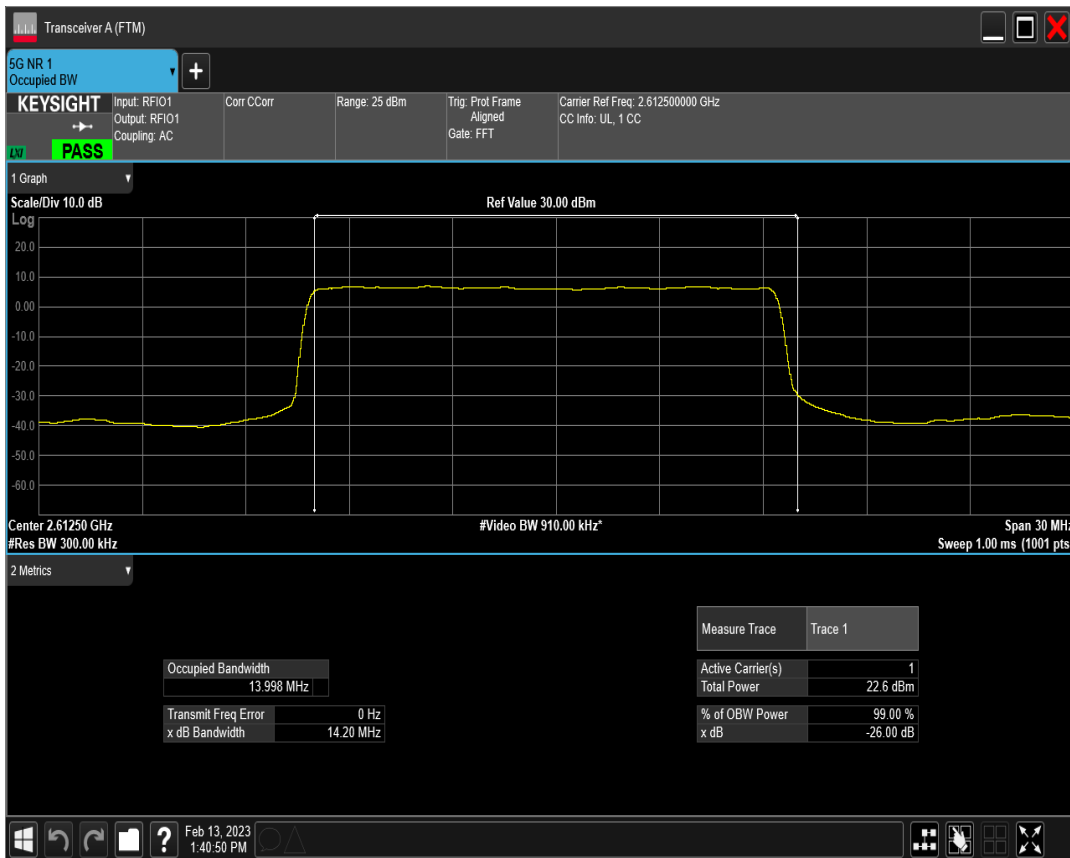 Transceiver A (FTM)
5G NR 1
Occupied BW
+
KEYSIGHT
LXI
PASS
Input: RFIO1
Output: RFIO1
Coupling: AC
Corr CCorr
Range: 25 dBm
Trig: Prot Frame
Aligned
Gate: FFT
Carrier Ref Freq: 2.612500000 GHz
CC Info: UL, 1 CC
1 Graph
Scale/Div 10.0 dB
Ref Value 30.00 dBm
Log
20.0
10.0
0.00
-10.0
-20.0
-30.0
-40.0
-50.0
-60.0
Center 2.61250 GHz
#Video BW 910.00 kHz*
Span 30 MHz
#Res BW 300.00 kHz
Sweep 1.00 ms (1001 pts
2 Metrics
Measure Trace Trace 1
Occupied Bandwidth
13.998 MHz
Active Carrier(s) 1
Total Power 22.6 dBm
Transmit Freq Error 0 Hz
x dB Bandwidth 14.20 MHz
% of OBW Power 99.00 %
x dB -26.00 dB
?
Feb 13, 2023
1:40:50 PM